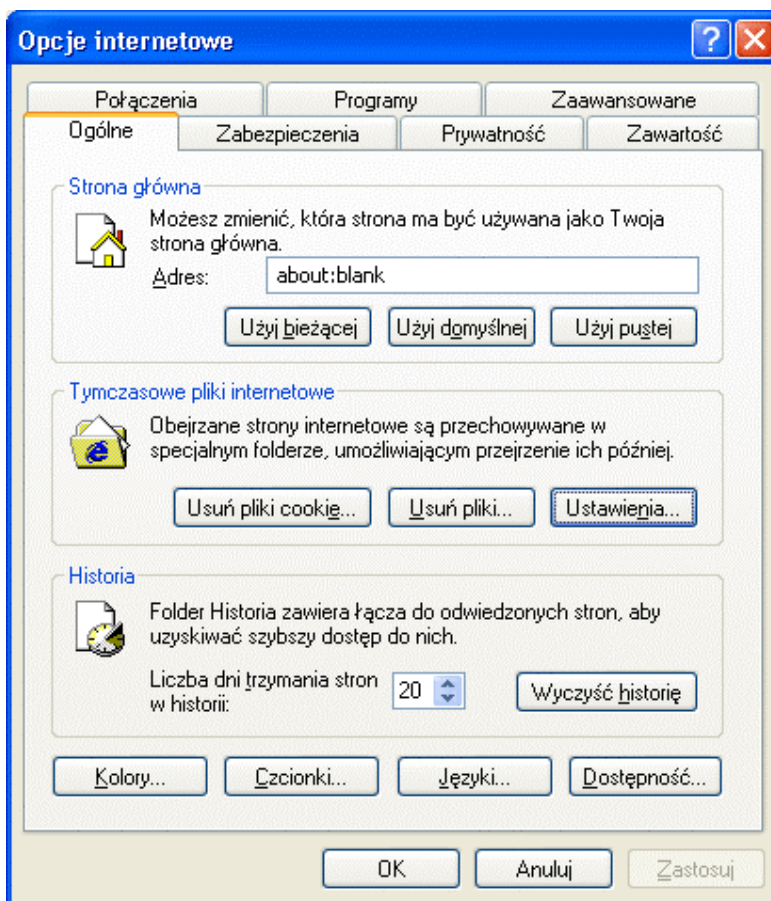 Opcje internetowe
Połączenia Programy Zaawansowane
Ogólne Zabezpieczenia Prywatność Zawartość
Strona główna
Możesz zmienić, która strona ma być używana jako Twoja
strona główna.
Adres: about:blank
Użyj bieżącej Użyj domyślnej Użyj pustej
Tymczasowe pliki internetowe
Obejrzane strony internetowe są przechowywane w
specjalnym folderze, umożliwiającym przejrzenie ich później.
Usuń pliki cookie... Usuń pliki... Ustawienia...
Historia
Folder Historia zawiera łącza do odwiedzonych stron, aby
uzyskiwać szybszy dostęp do nich.
Liczba dni trzymania stron
w historii: 20 Wyczyść historię
Kolory... Czcionki... Języki... Dostępność...
OK Anuluj Zastosuj